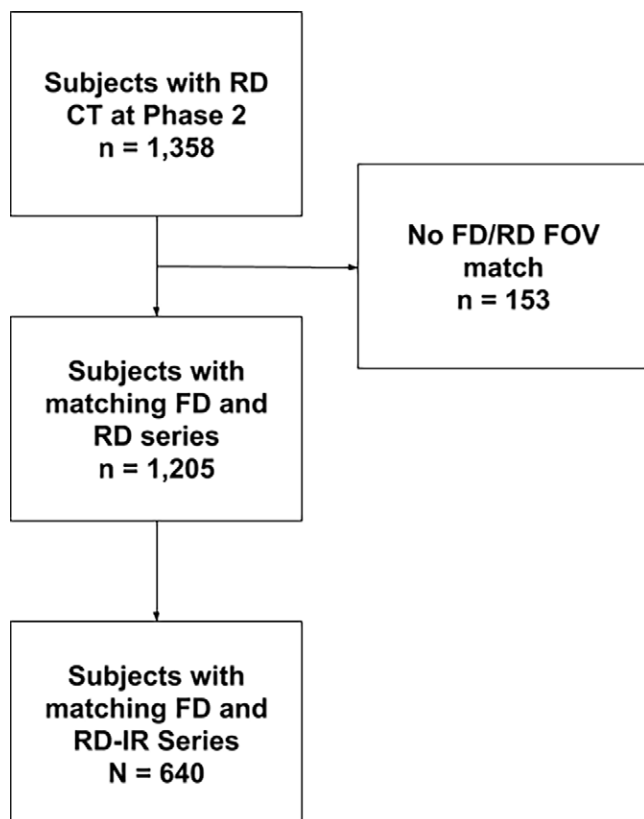 Subjects with RD
CT at Phase 2
n = 1,358
No FD/RD FOV
match
n = 153
Subjects with
matching FD and
RD series
n = 1,205
Subjects with
matching FD and
RD-IR Series
N = 640